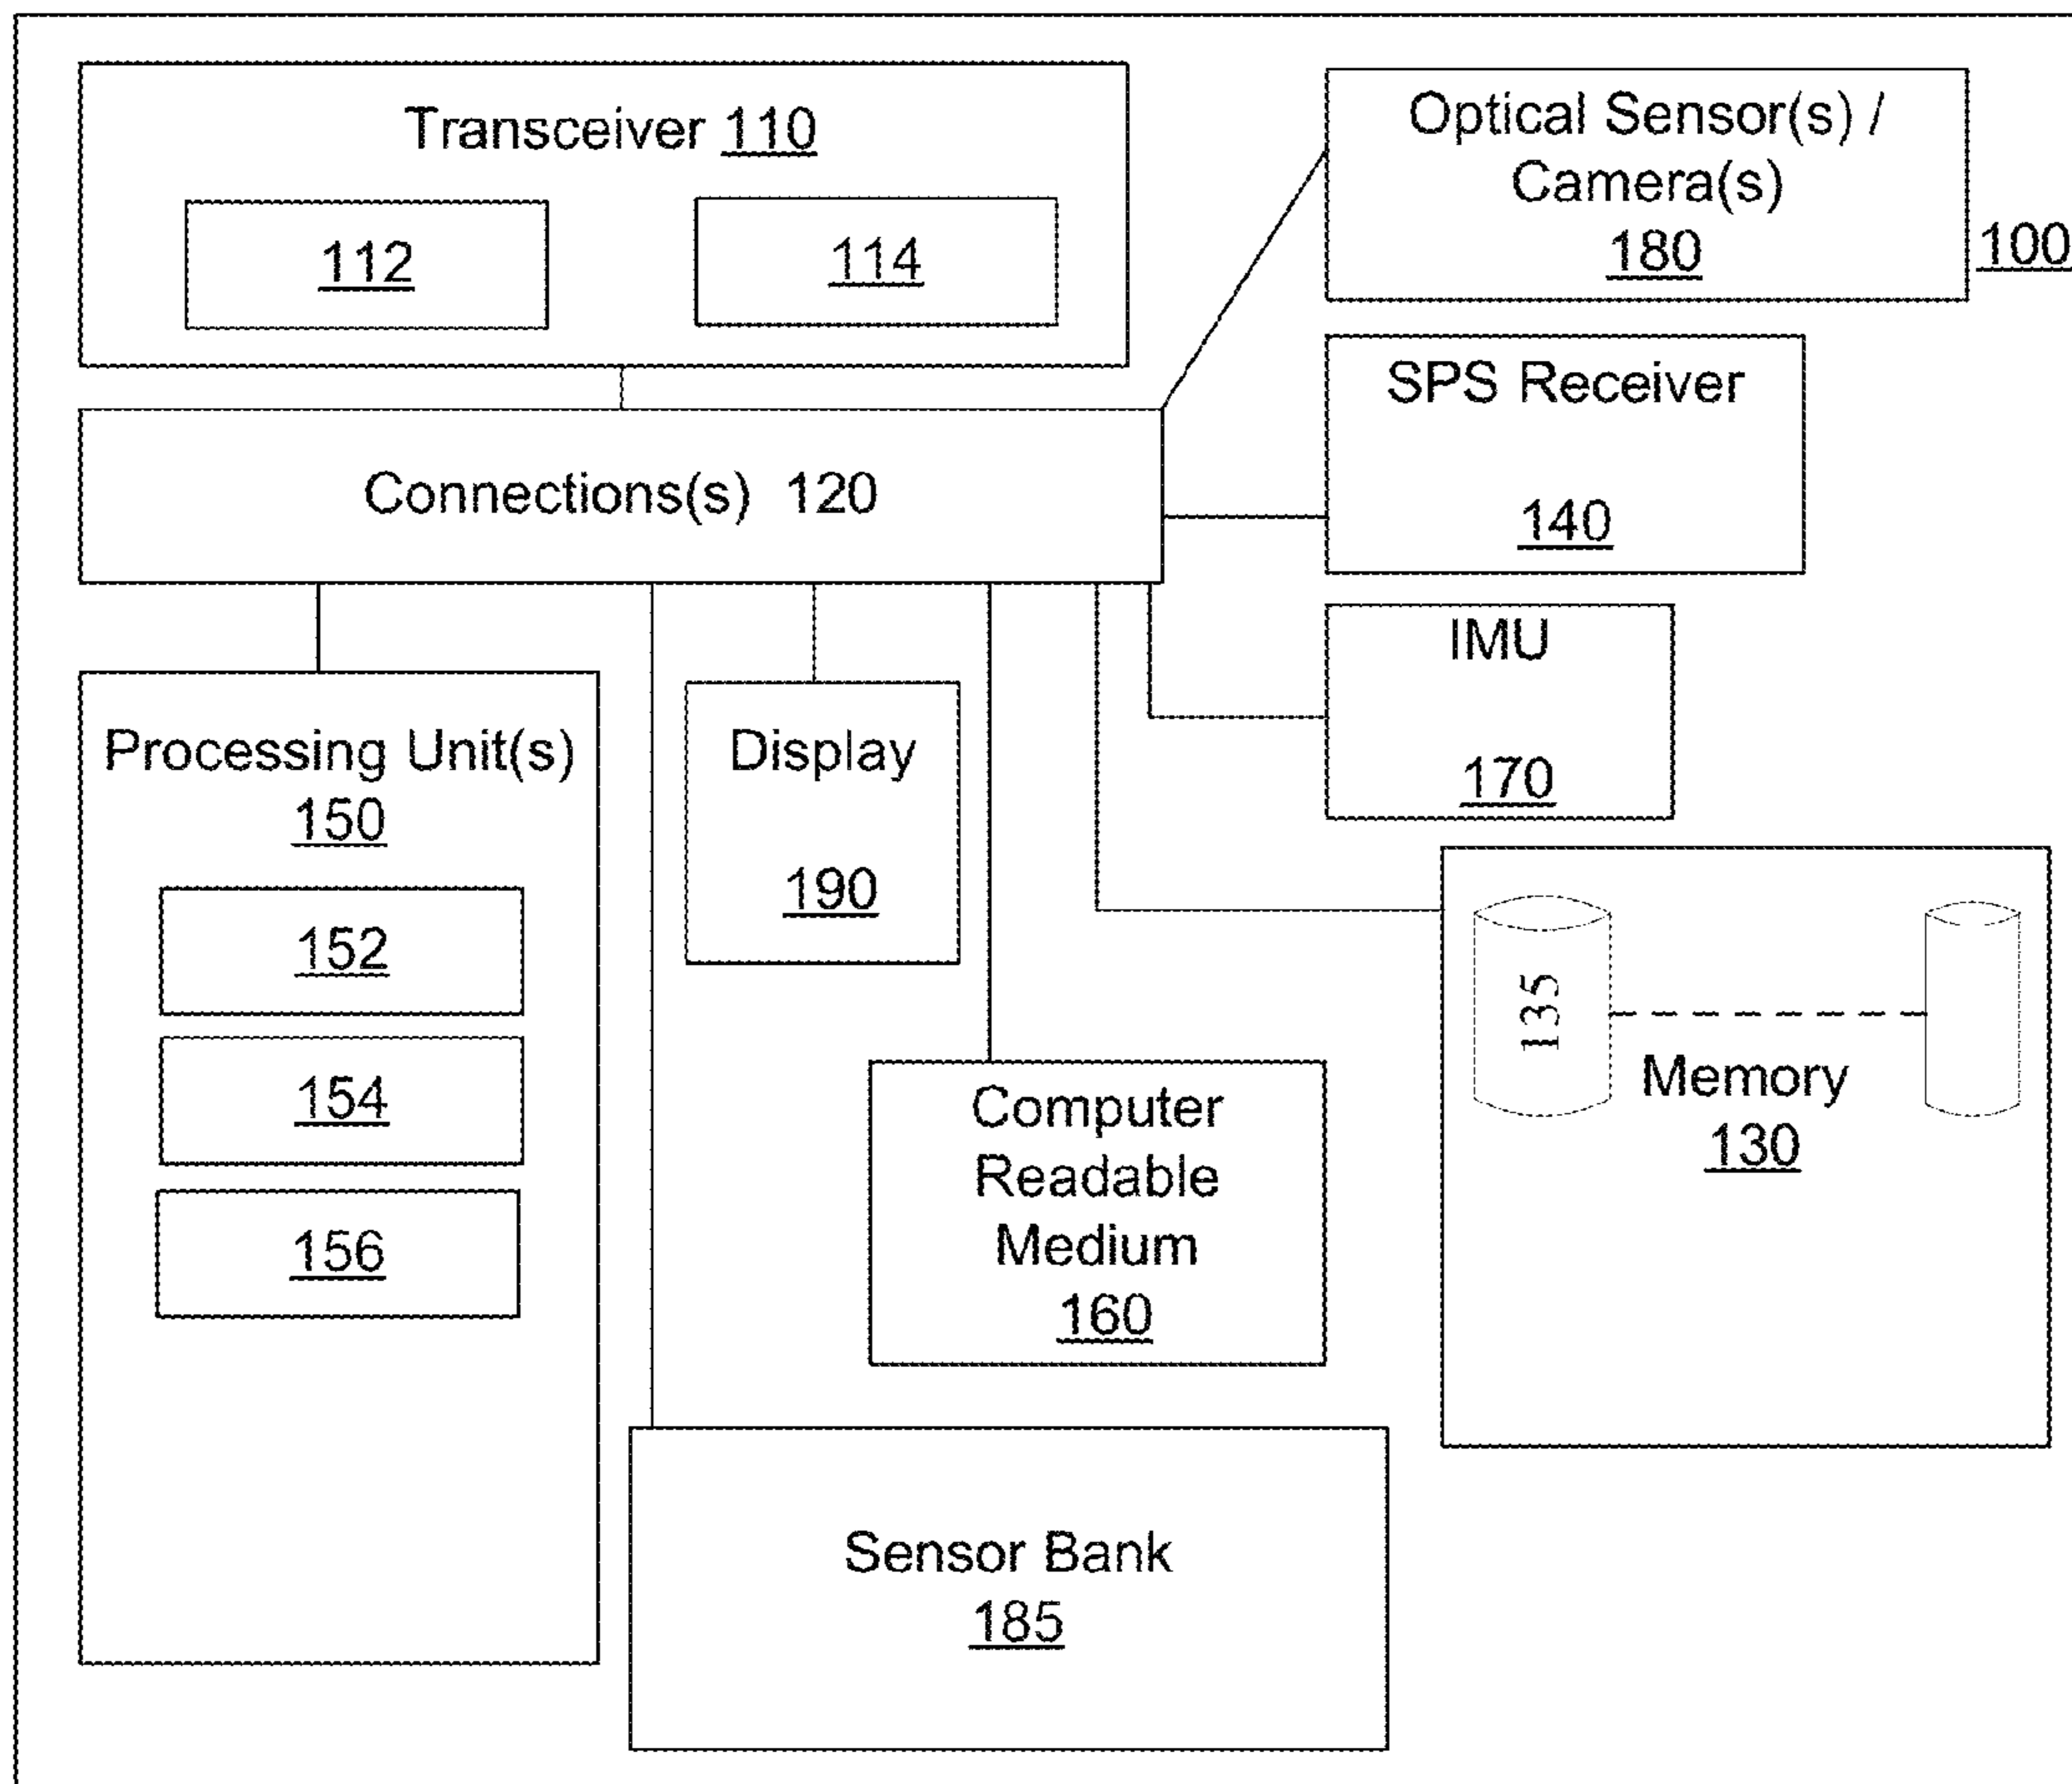 Transceiver 110
112
114
Optical Sensor(s) /
Camera(s)
180
100
Connections(s) 120
SPS Receiver
140
IMU
170
Processing Unit(s)
150
152
154
156
Display
190
Computer
Readable
Medium
160
135
Memory
130
Sensor Bank
185